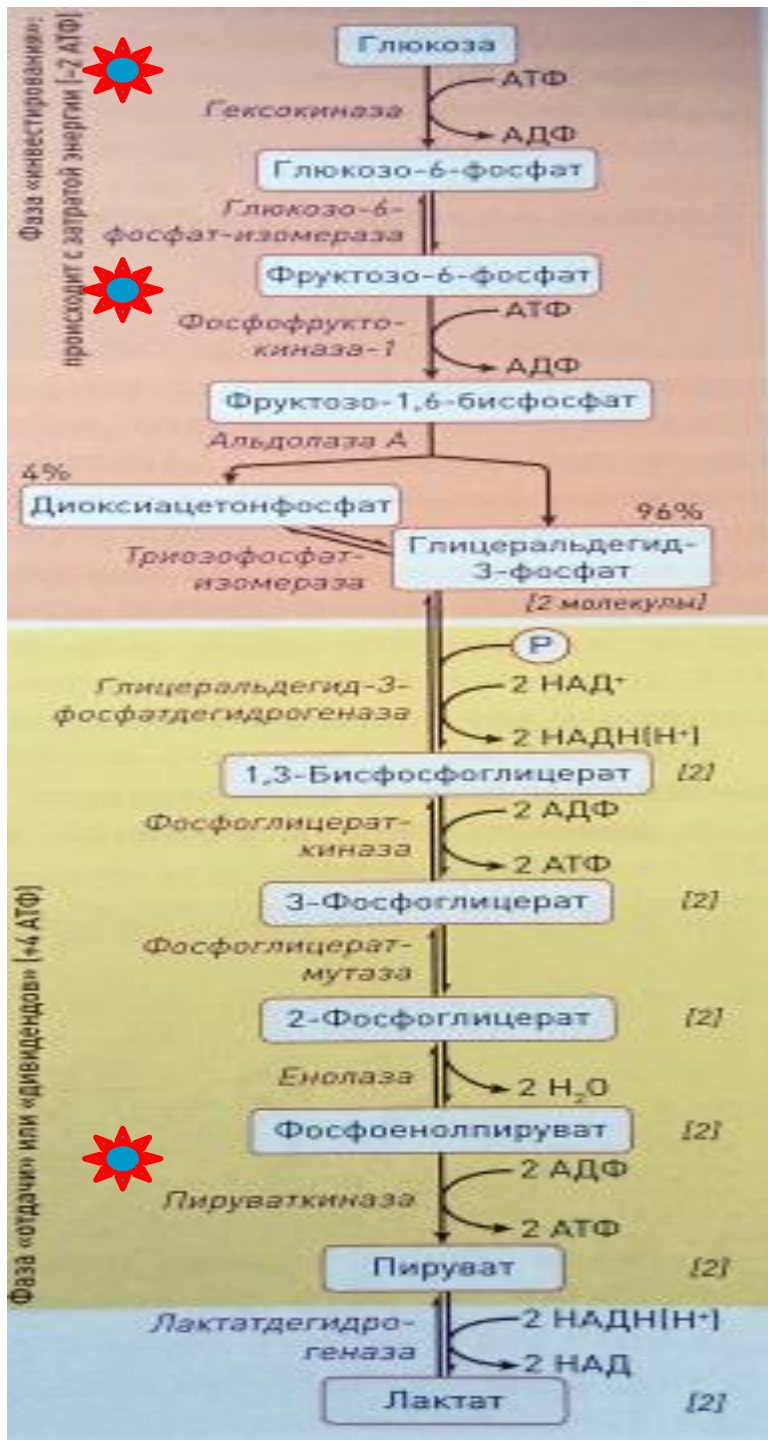 Фаза «инвестирования»:
происходит с затратой энергии [-2 АТФ]
Глюкоза
АТФ
Гексокиназа
АДФ
Глюкозо-6-фосфат
Глюкозо-6-
фосфат-изомераза
Фруктозо-6-фосфат
АТФ
Фосфофрукто-
киназа-1
АДФ
Фруктозо-1,6-бисфосфат
Альдолаза А
4%
Диоксиацетонфосфат
96%
Глицеральдегид-
3-фосфат
Триозофосфат-
изомераза
[2 молекулы]
Фаза «отдачи» или «дивидендов» [+4 АТФ]
P
Глицеральдегид-3-
фосфатдегидрогеназа
2 НАД⁺
2 НАДН[Н⁺]
1,3-Бисфосфоглицерат [2]
2 АДФ
Фосфоглицерат-
киназа
2 АТФ
3-Фосфоглицерат [2]
Фосфоглицерат-
мутаза
2-Фосфоглицерат [2]
Енолаза
2 H₂O
Фосфоенолпируват [2]
2 АДФ
Пируваткиназа
2 АТФ
Пируват [2]
Лактатдегидро-
геназа
2 НАДН[Н⁺]
2 НАД
Лактат [2]